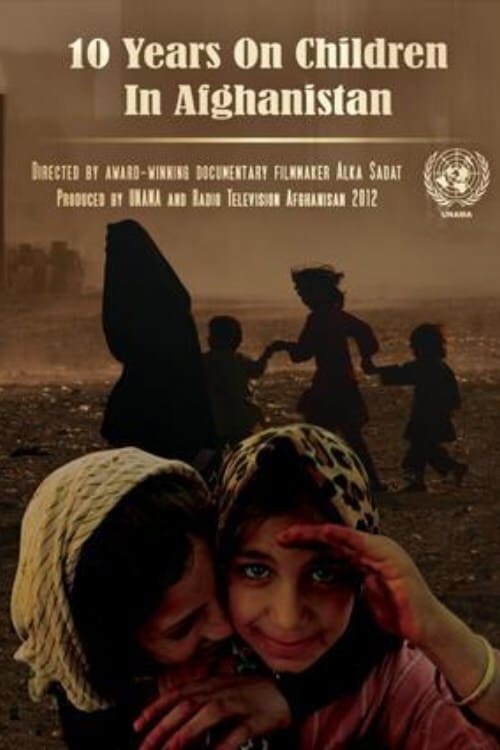 10 Years On Children
In Afghanistan
Directed by award-winning documentary filmmaker Alka Sadat
Produced by UNAMA and Radio Television Afghanisan 2012
UNAMA